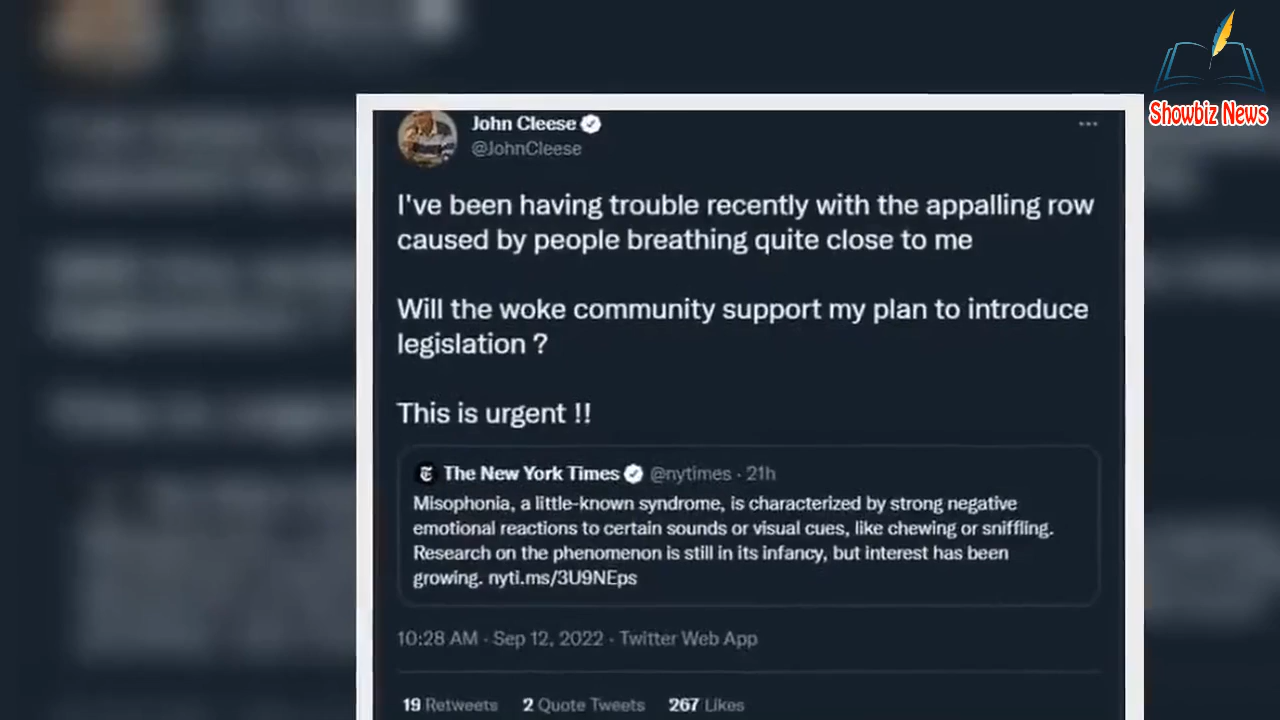 Showbiz News
John Cleese
@JohnCleese
I've been having trouble recently with the appalling row
caused by people breathing quite close to me
Will the woke community support my plan to introduce
legislation ?
This is urgent !!
The New York Times @nytimes · 21h
Misophonia, a little-known syndrome, is characterized by strong negative
emotional reactions to certain sounds or visual cues, like chewing or sniffling.
Research on the phenomenon is still in its infancy, but interest has been
growing. nyti.ms/3U9NEps
10:28 AM · Sep 12, 2022 · Twitter Web App
19 Retweets 2 Quote Tweets 267 Likes